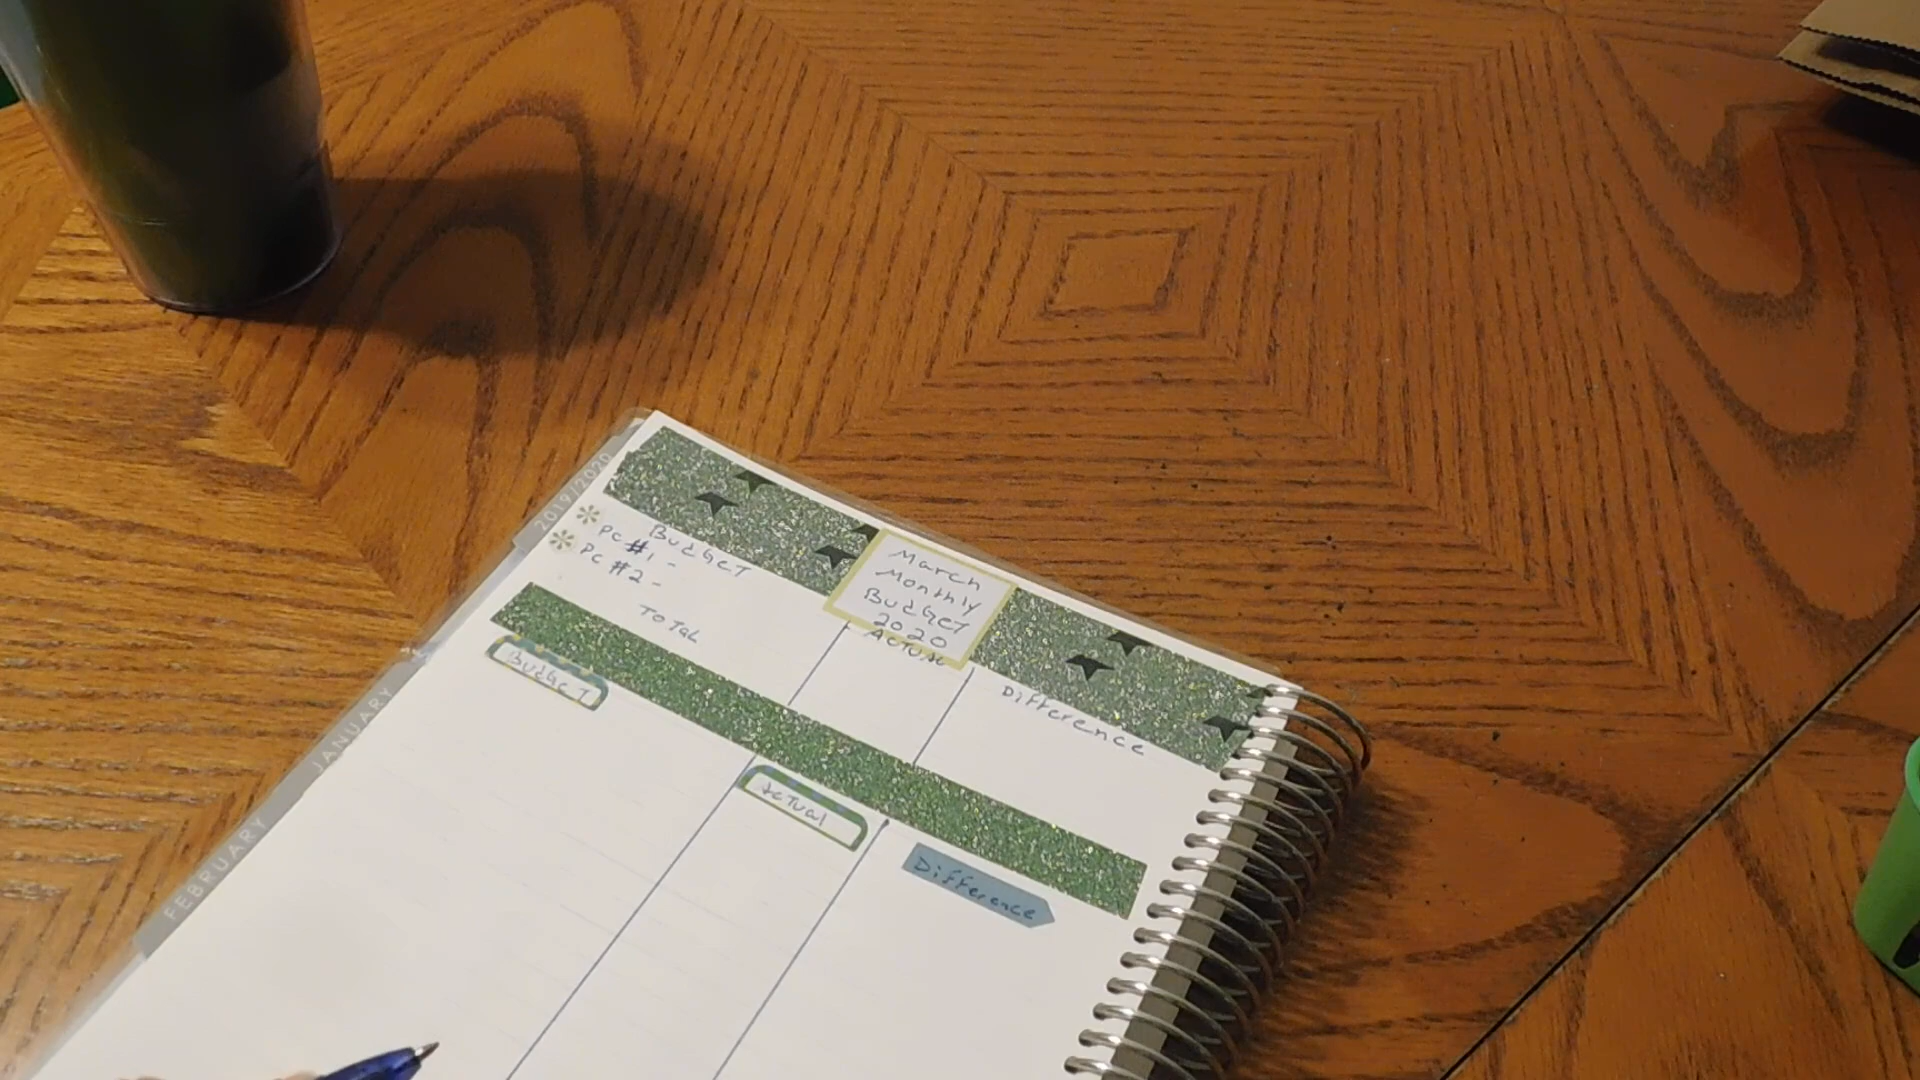 2019/2020
March
Monthly
Budget
2020
Budget
Actual
Difference
PC #1 -
PC #2 -
Total
Budget
Actual
Difference
JANUARY
FEBRUARY